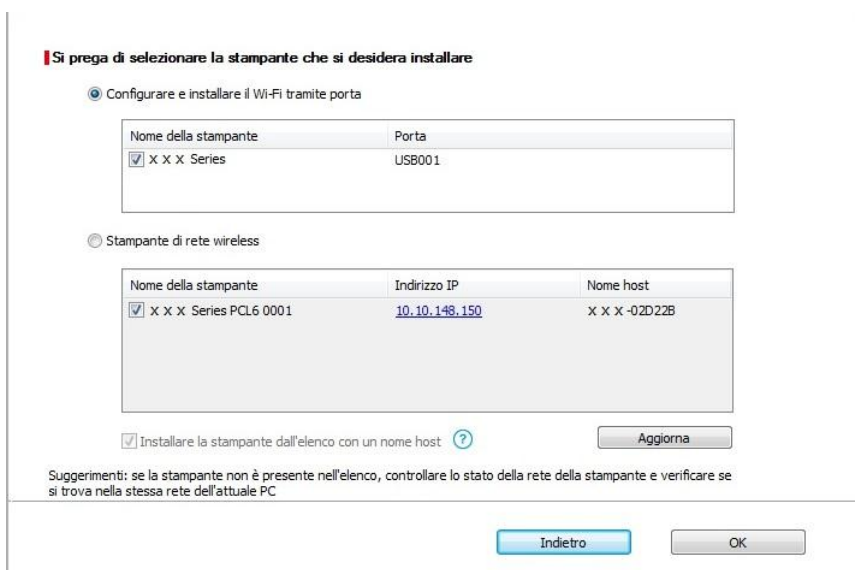 Si prega di selezionare la stampante che si desidera installare
Configurare e installare il Wi-Fi tramite porta
Nome della stampante Porta
X X X Series USB001
Stampante di rete wireless
Nome della stampante Indirizzo IP Nome host
X X X Series PCL6 0001 10.10.148.150 X X X -02D22B
Installare la stampante dall'elenco con un nome host ?
Aggiorna
Suggerimenti: se la stampante non è presente nell'elenco, controllare lo stato della rete della stampante e verificare se
si trova nella stessa rete dell'attuale PC
Indietro OK